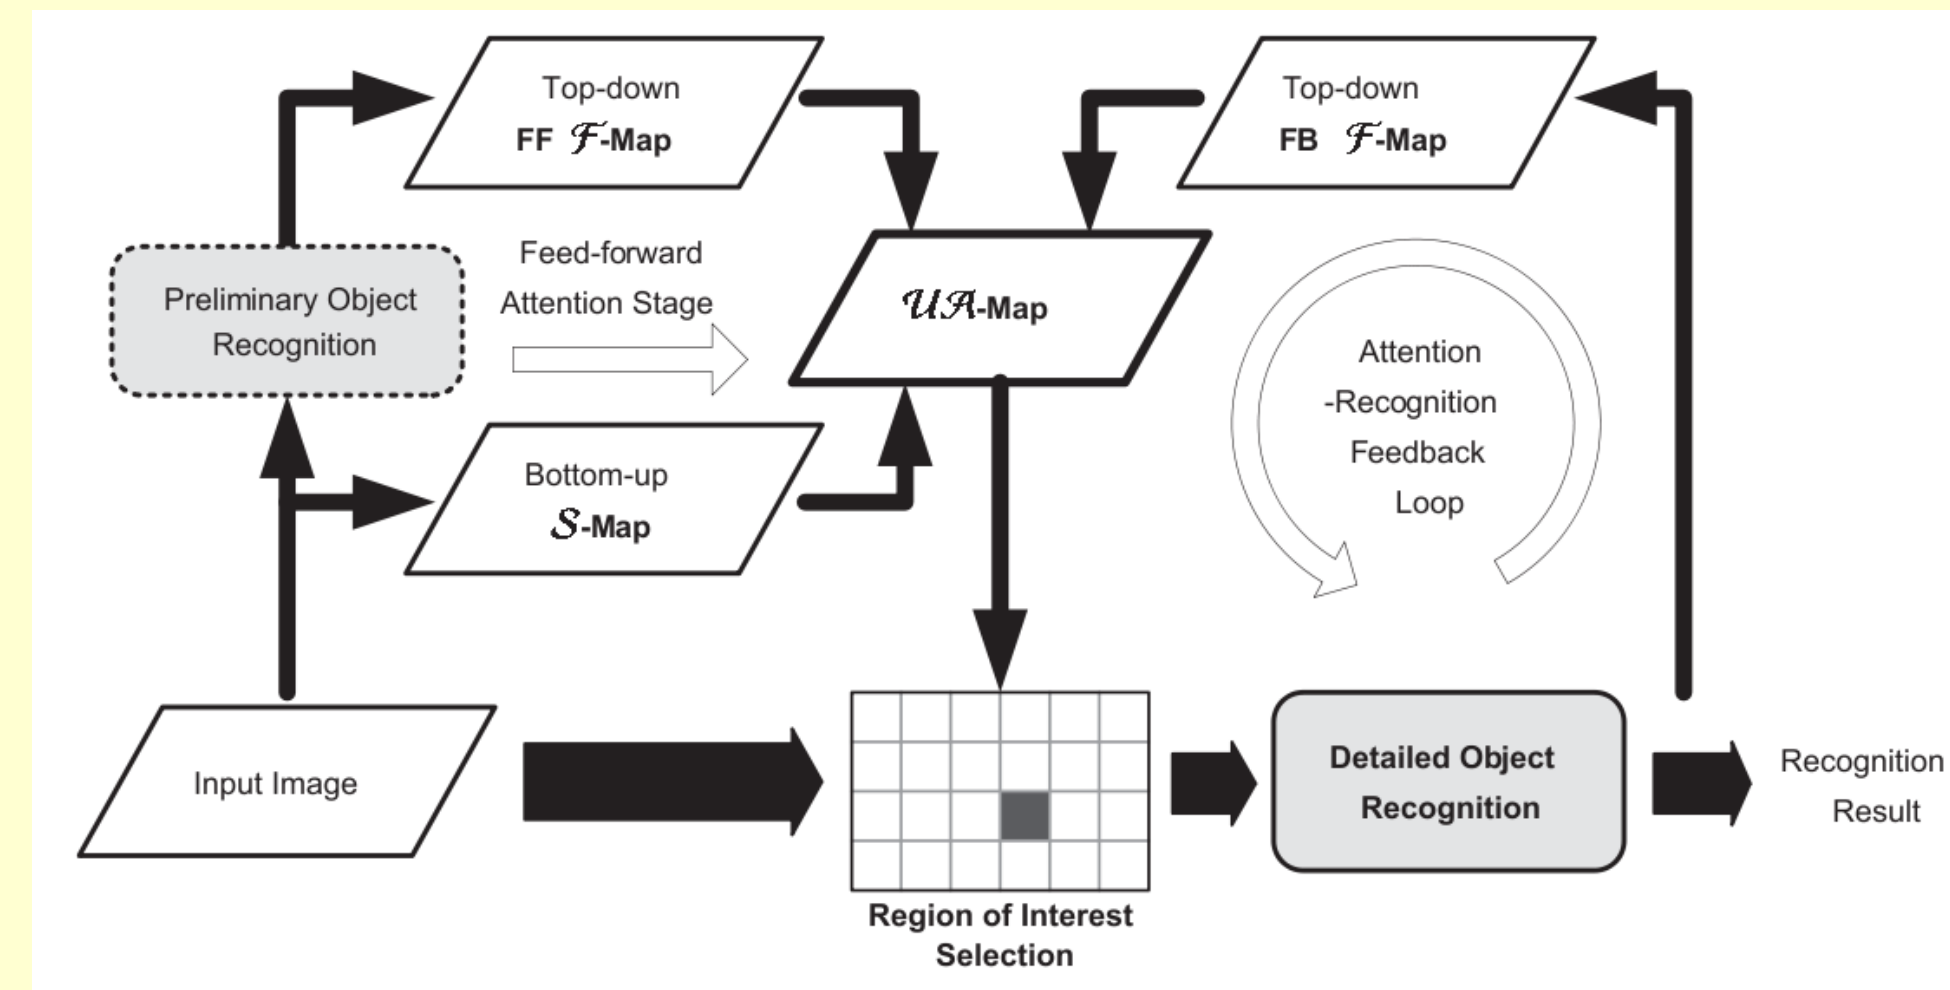 Top-down
FF ℱ-Map
Top-down
FB ℱ-Map
Preliminary Object
Recognition
Feed-forward
Attention Stage
𝒰𝒜-Map
Attention
-Recognition
Feedback
Loop
Bottom-up
𝒮-Map
Input Image
Detailed Object
Recognition
Recognition
Result
Region of Interest
Selection